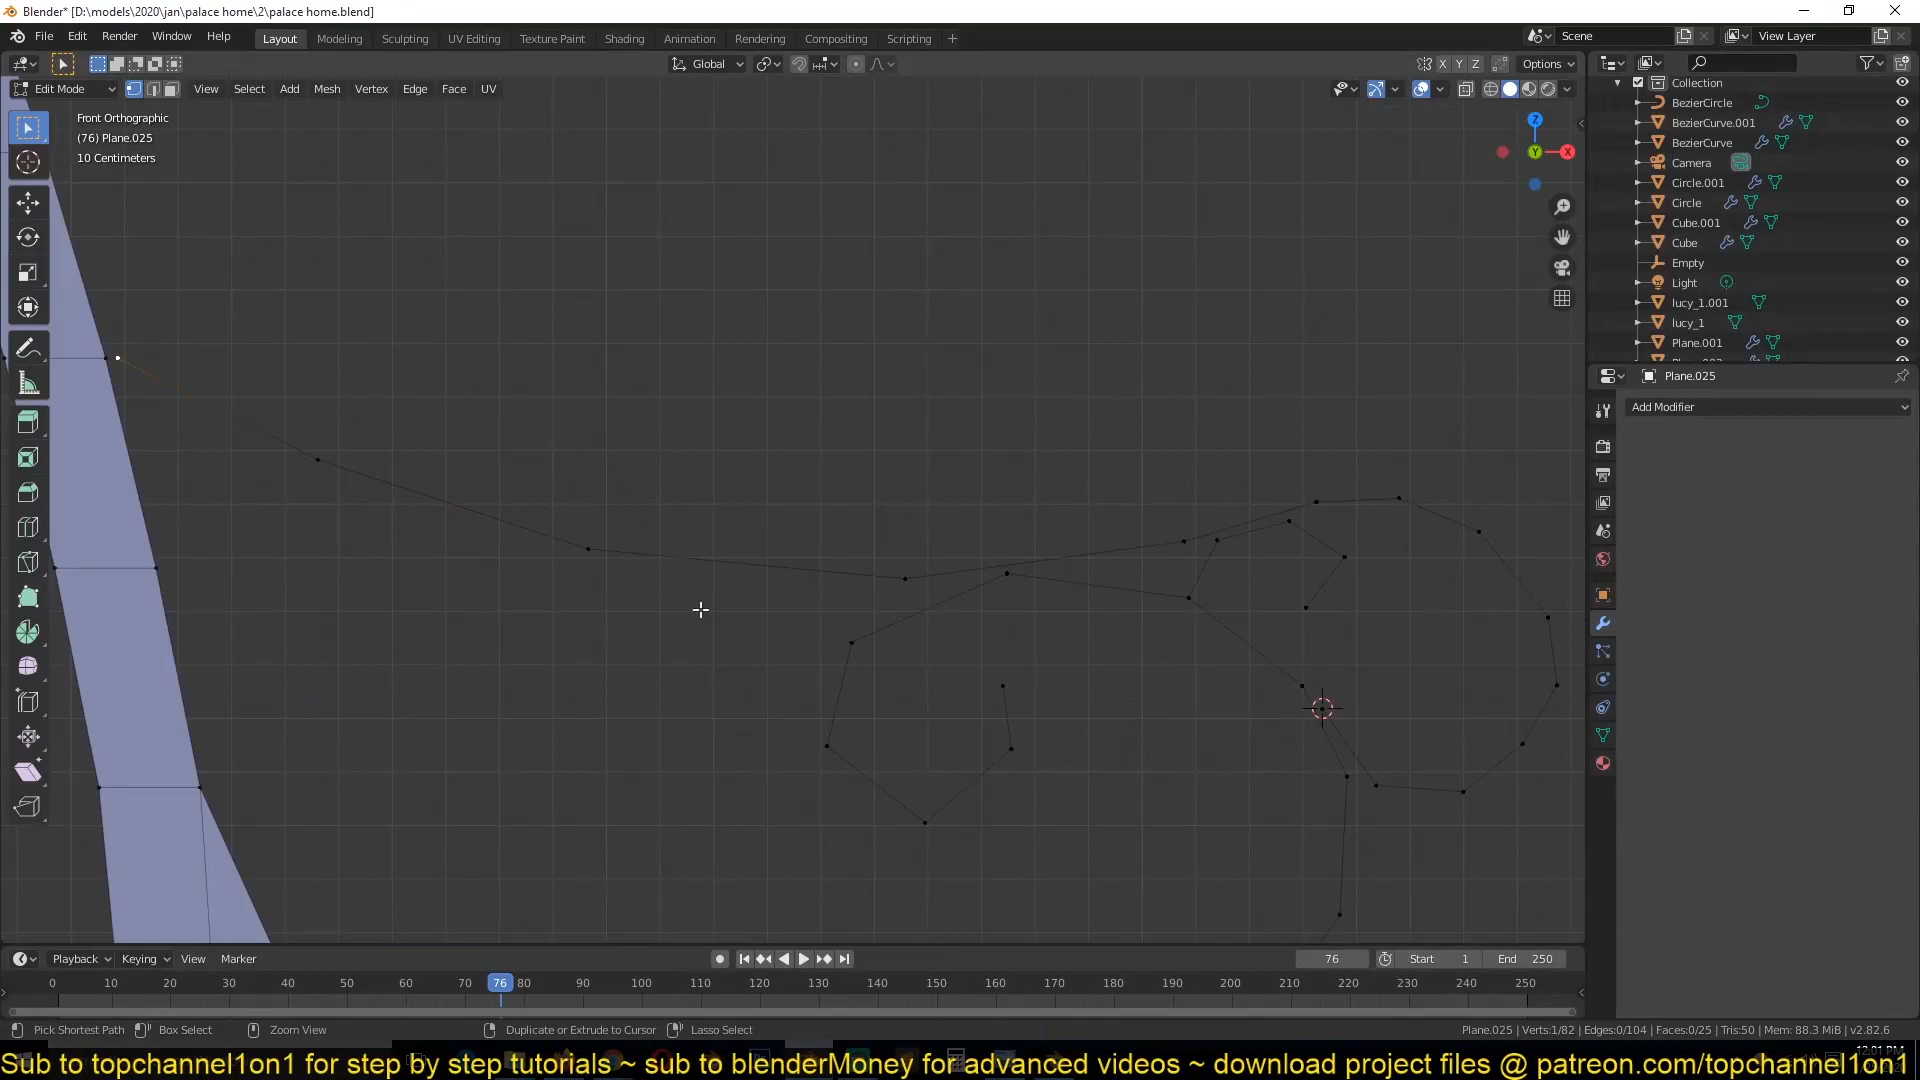 Blender* [D:\models\2020\jan\palace home\2\palace home.blend]
File Edit Render Window Help
Layout Modeling Sculpting UV Editing Texture Paint Shading Animation Rendering Compositing Scripting +
Scene View Layer
Global X Y Z Options
Edit Mode View Select Add Mesh Vertex Edge Face UV
Front Orthographic
(76) Plane.025
10 Centimeters
Z
Y X
Collection
BezierCircle
BezierCurve.001
BezierCurve
Camera
Circle.001
Circle
Cube.001
Cube
Empty
Light
lucy_1.001
lucy_1
Plane.001
Plane.025
Add Modifier
Playback Keying View Marker 76 Start 1 End 250
0 10 20 30 40 50 60 70 76 80 90 100 110 120 130 140 150 160 170 180 190 200 210 220 230 240 250
Pick Shortest Path Box Select Zoom View Duplicate or Extrude to Cursor Lasso Select Plane.025 | Verts:1/82 | Edges:0/104 | Faces:0/25 | Tris:50 | Mem: 88.3 MiB | v2.82.6
12:01 PM
Sub to topchannel1on1 for step by step tutorials ~ sub to blenderMoney for advanced videos ~ download project files @ patreon.com/topchannel1on1